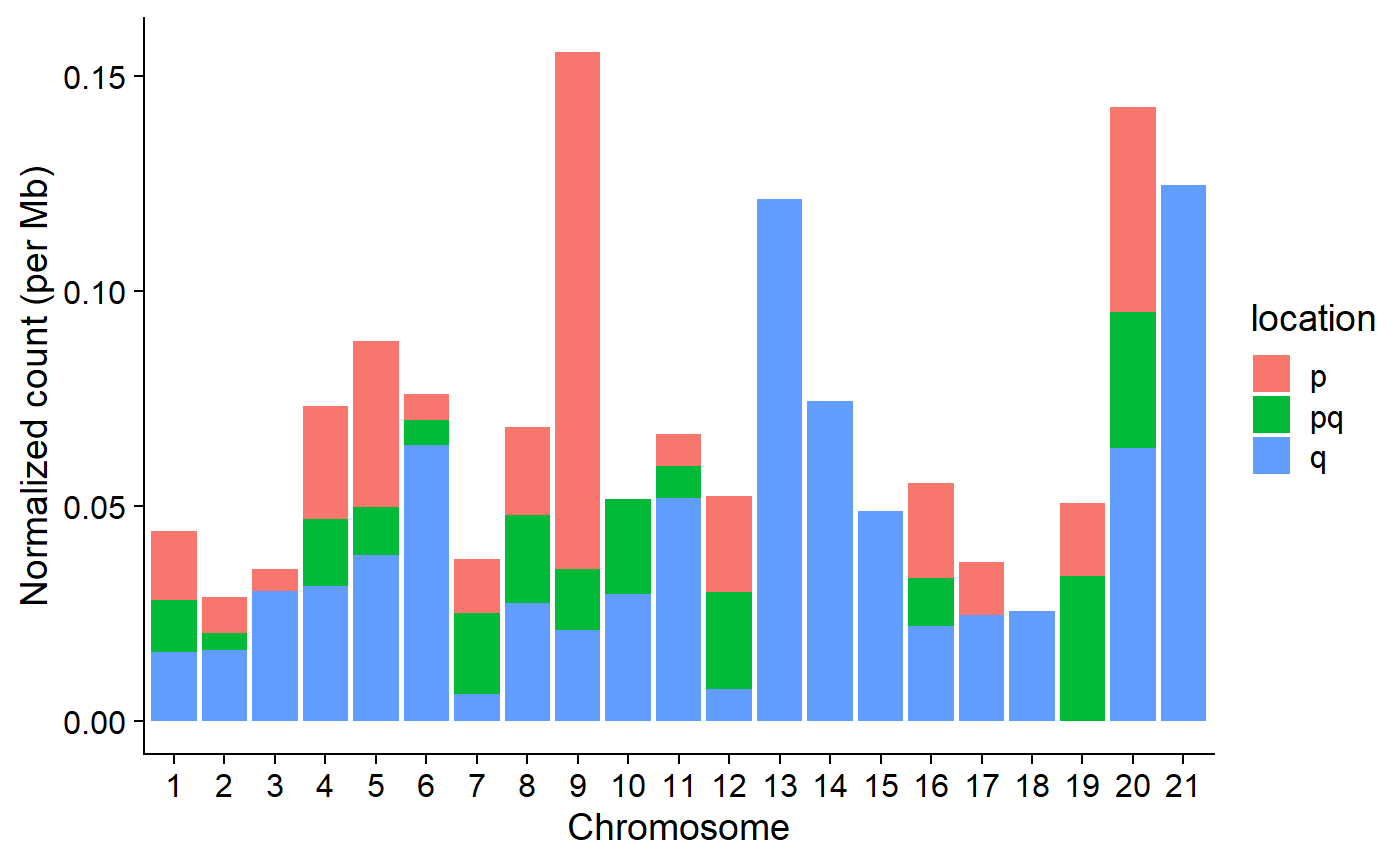 Normalized count (per Mb)
0.15
0.10
0.05
0.00
1 2 3 4 5 6 7 8 9 10 11 12 13 14 15 16 17 18 19 20 21
Chromosome
location
p
pq
q